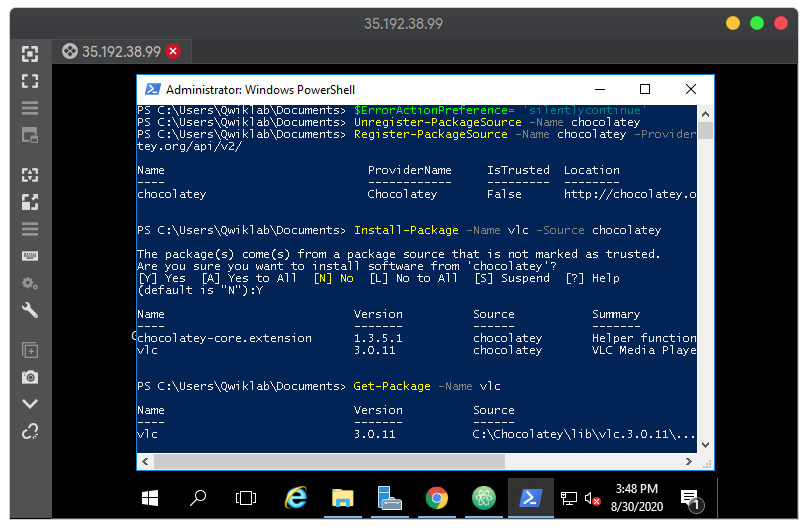 35.192.38.99
35.192.38.99
Administrator: Windows PowerShell
PS C:\Users\Qwiklab\Documents> $ErrorActionPreference= 'silentlycontinue'
PS C:\Users\Qwiklab\Documents> Unregister-PackageSource -Name chocolatey
PS C:\Users\Qwiklab\Documents> Register-PackageSource -Name chocolatey -Provider
tey.org/api/v2/
Name ProviderName IsTrusted Location
---- ------------ --------- --------
chocolatey Chocolatey False http://chocolatey.o
PS C:\Users\Qwiklab\Documents> Install-Package -Name vlc -Source chocolatey
The package(s) come(s) from a package source that is not marked as trusted.
Are you sure you want to install software from 'chocolatey'?
[Y] Yes [A] Yes to All [N] No [L] No to All [S] Suspend [?] Help
(default is "N"):Y
Name Version Source Summary
---- ------- ------ -------
chocolatey-core.extension 1.3.5.1 chocolatey Helper function
vlc 3.0.11 chocolatey VLC Media Playe
PS C:\Users\Qwiklab\Documents> Get-Package -Name vlc
Name Version Source
---- ------- ------
vlc 3.0.11 C:\Chocolatey\lib\vlc.3.0.11\...
3:48 PM
8/30/2020
1